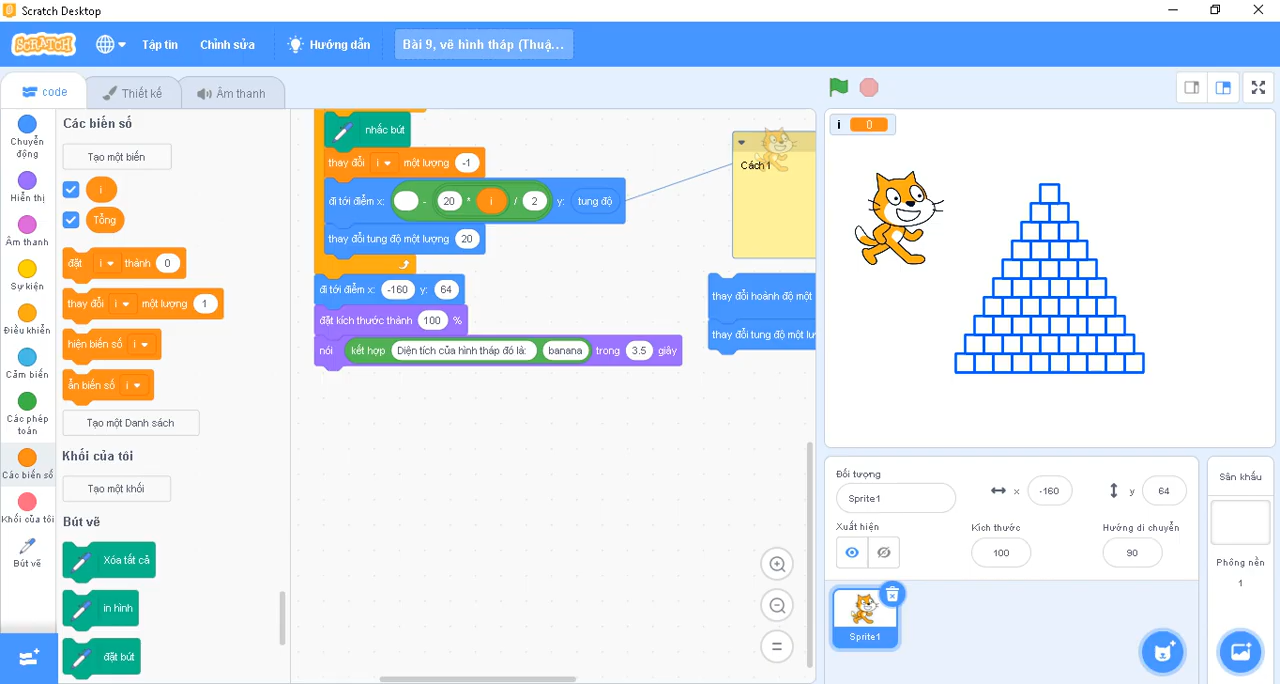 Scratch Desktop
SCRATCH
Tập tin
Chỉnh sửa
Hướng dẫn
Bài 9, vẽ hình tháp (Thuậ...
code
Thiết kế
Âm thanh
Chuyển động
Hiển thị
Âm thanh
Sự kiện
Điều khiển
Cảm biến
Các phép toán
Các biến số
Khối của tôi
Bút vẽ
Các biến số
Tạo một biến
i
Tổng
đặt i thành 0
thay đổi i một lượng 1
hiện biến số i
ẩn biến số i
Tạo một Danh sách
Khối của tôi
Tạo một khối
Bút vẽ
Xóa tất cả
in hình
đặt bút
nhấc bút
thay đổi i một lượng -1
đi tới điểm x: - 20 * i / 2 y: tung độ
thay đổi tung độ một lượng 20
đi tới điểm x: -160 y: 64
đặt kích thước thành 100 %
nói kết hợp Diện tích của hình tháp đó là: banana trong 3.5 giây
Cách 1
thay đổi hoành độ một
thay đổi tung độ một lư
i 0
Đối tượng
Sprite1
x -160
y 64
Xuất hiện
Kích thước
100
Hướng di chuyển
90
Sprite1
Sân khấu
Phông nền
1